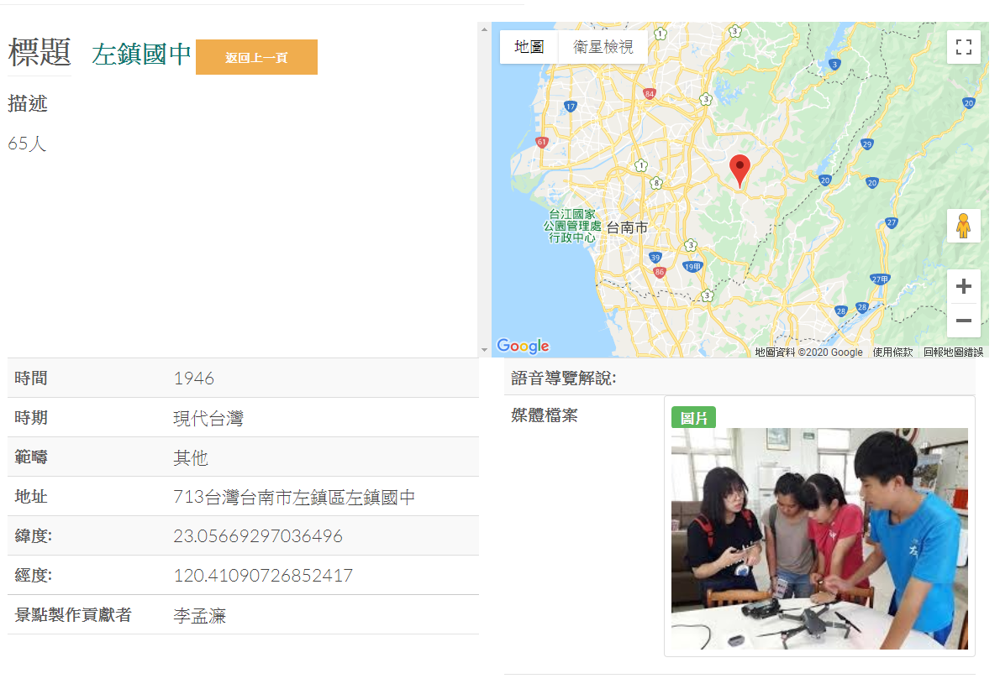 標題 左鎮國中 返回上一頁
描述
65人
地圖 衛星檢視
1
3
3
84
17
3
20
61
29
1
8
20
20
台江國家
公園管理處
行政中心
台南市
27
3
39
19甲
86
27甲
3
28
28
Google
地圖資料 ©2020 Google 使用條款 回報地圖錯誤
時間 1946
時期 現代台灣
範疇 其他
地址 713台灣台南市左鎮區左鎮國中
緯度: 23.05669297036496
經度: 120.41090726852417
景點製作貢獻者 李孟濂
語音導覽解說:
媒體檔案
圖片
左